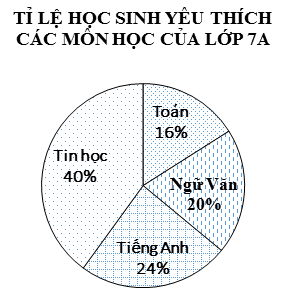 TỈ LỆ HỌC SINH YÊU THÍCH
CÁC MÔN HỌC CỦA LỚP 7A
Toán
16%
Ngữ Văn
20%
Tiếng Anh
24%
Tin học
40%